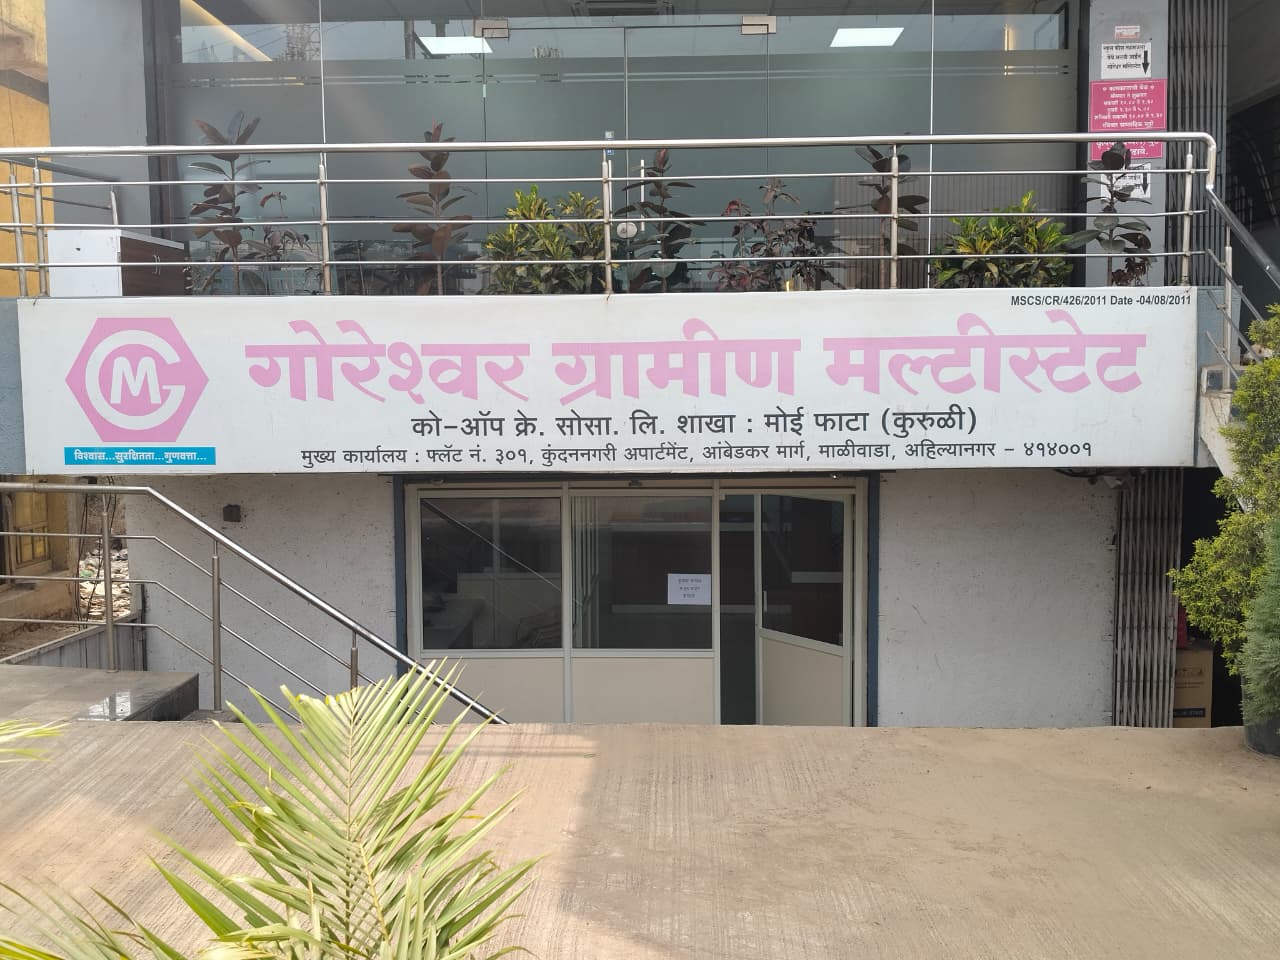 MSCS/CR/426/2011 Date -04/08/2011
GM
गोरेश्वर ग्रामीण मल्टीस्टेट
को-ऑप क्रे. सोसा. लि. शाखा : मोई फाटा (कुरुळी)
विश्वास...सुरक्षितता...गुणवत्ता...
मुख्य कार्यालय : फ्लॅट नं. ३०१, कुंदननगरी अपार्टमेंट, आंबेडकर मार्ग, माळीवाडा, अहिल्यानगर – ४१४००१